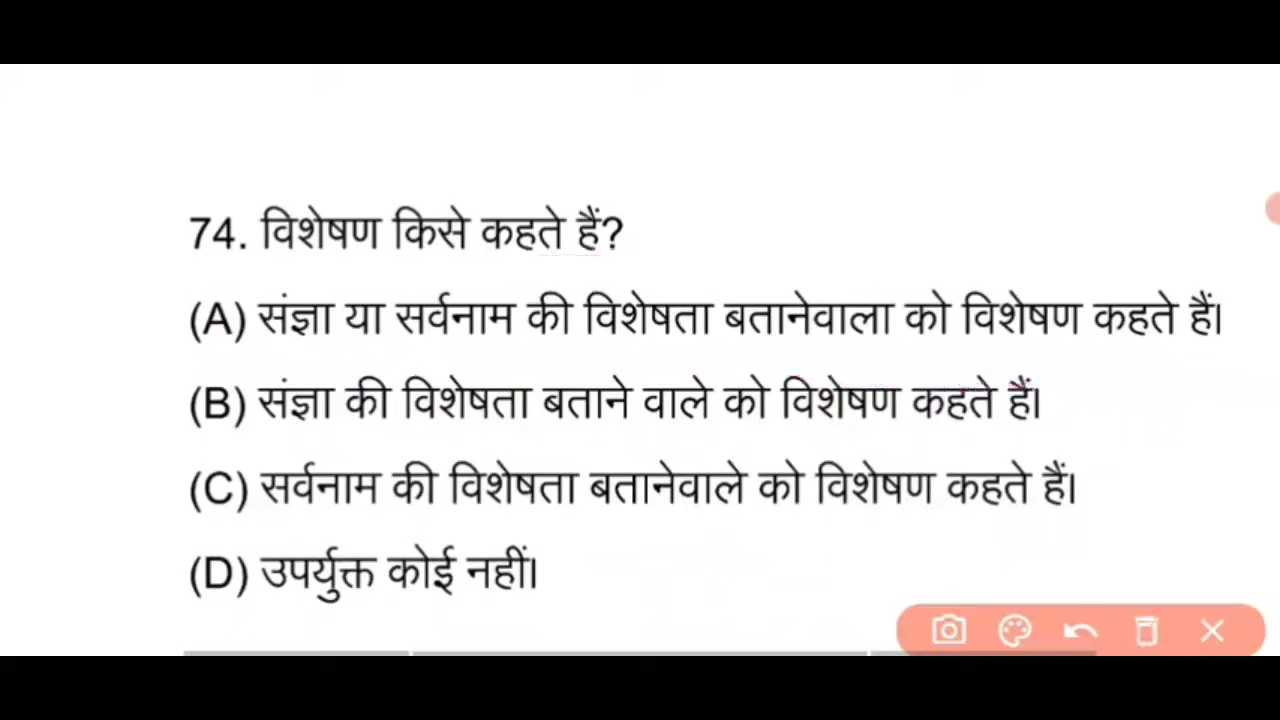 74. विशेषण किसे कहते हैं?
(A) संज्ञा या सर्वनाम की विशेषता बतानेवाला को विशेषण कहते हैं।
(B) संज्ञा की विशेषता बताने वाले को विशेषण कहते हैं।
(C) सर्वनाम की विशेषता बतानेवाले को विशेषण कहते हैं।
(D) उपर्युक्त कोई नहीं।